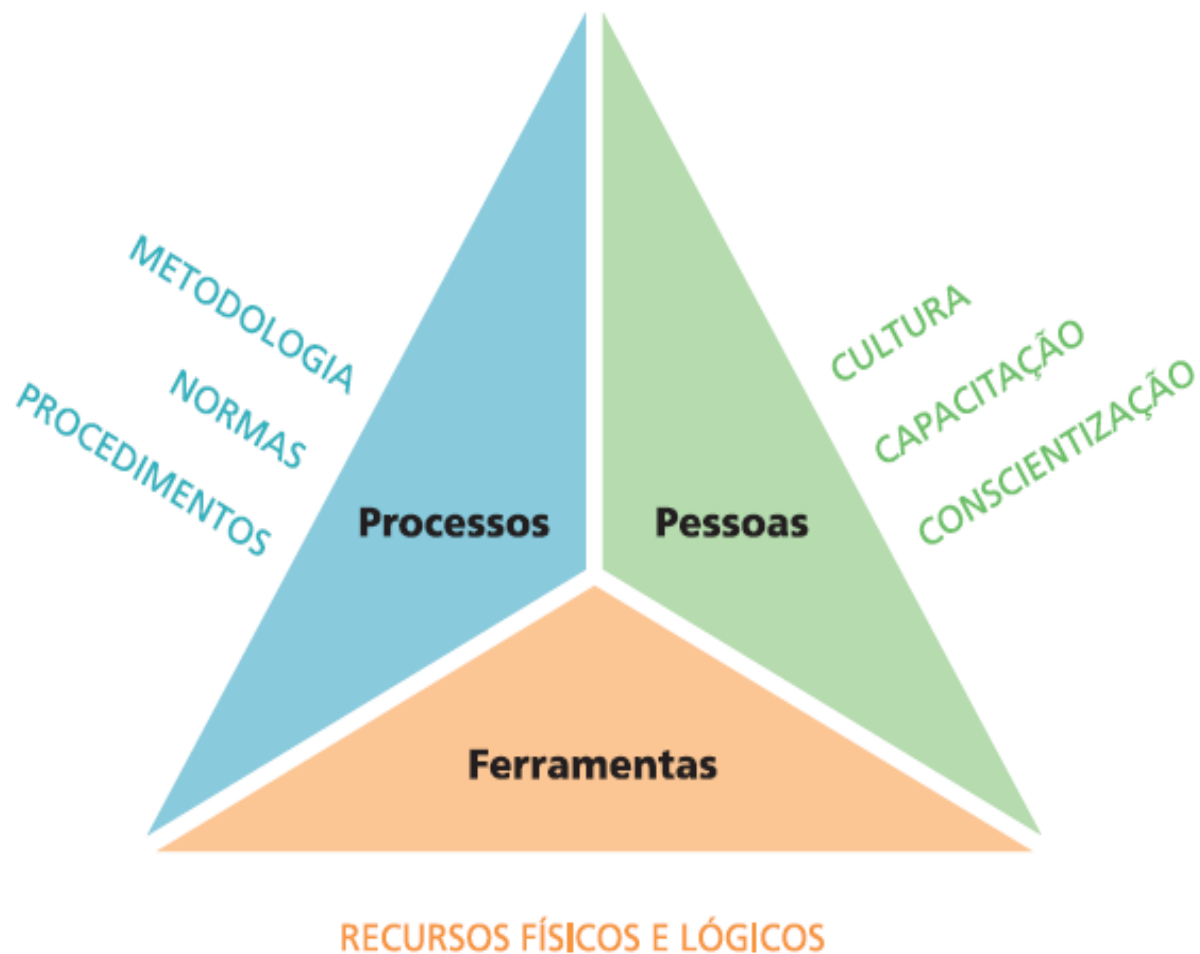 METODOLOGIA
NORMAS
PROCEDIMENTOS
CULTURA
CAPACITAÇÃO
CONSCIENTIZAÇÃO
Processos
Pessoas
Ferramentas
RECURSOS FÍSICOS E LÓGICOS